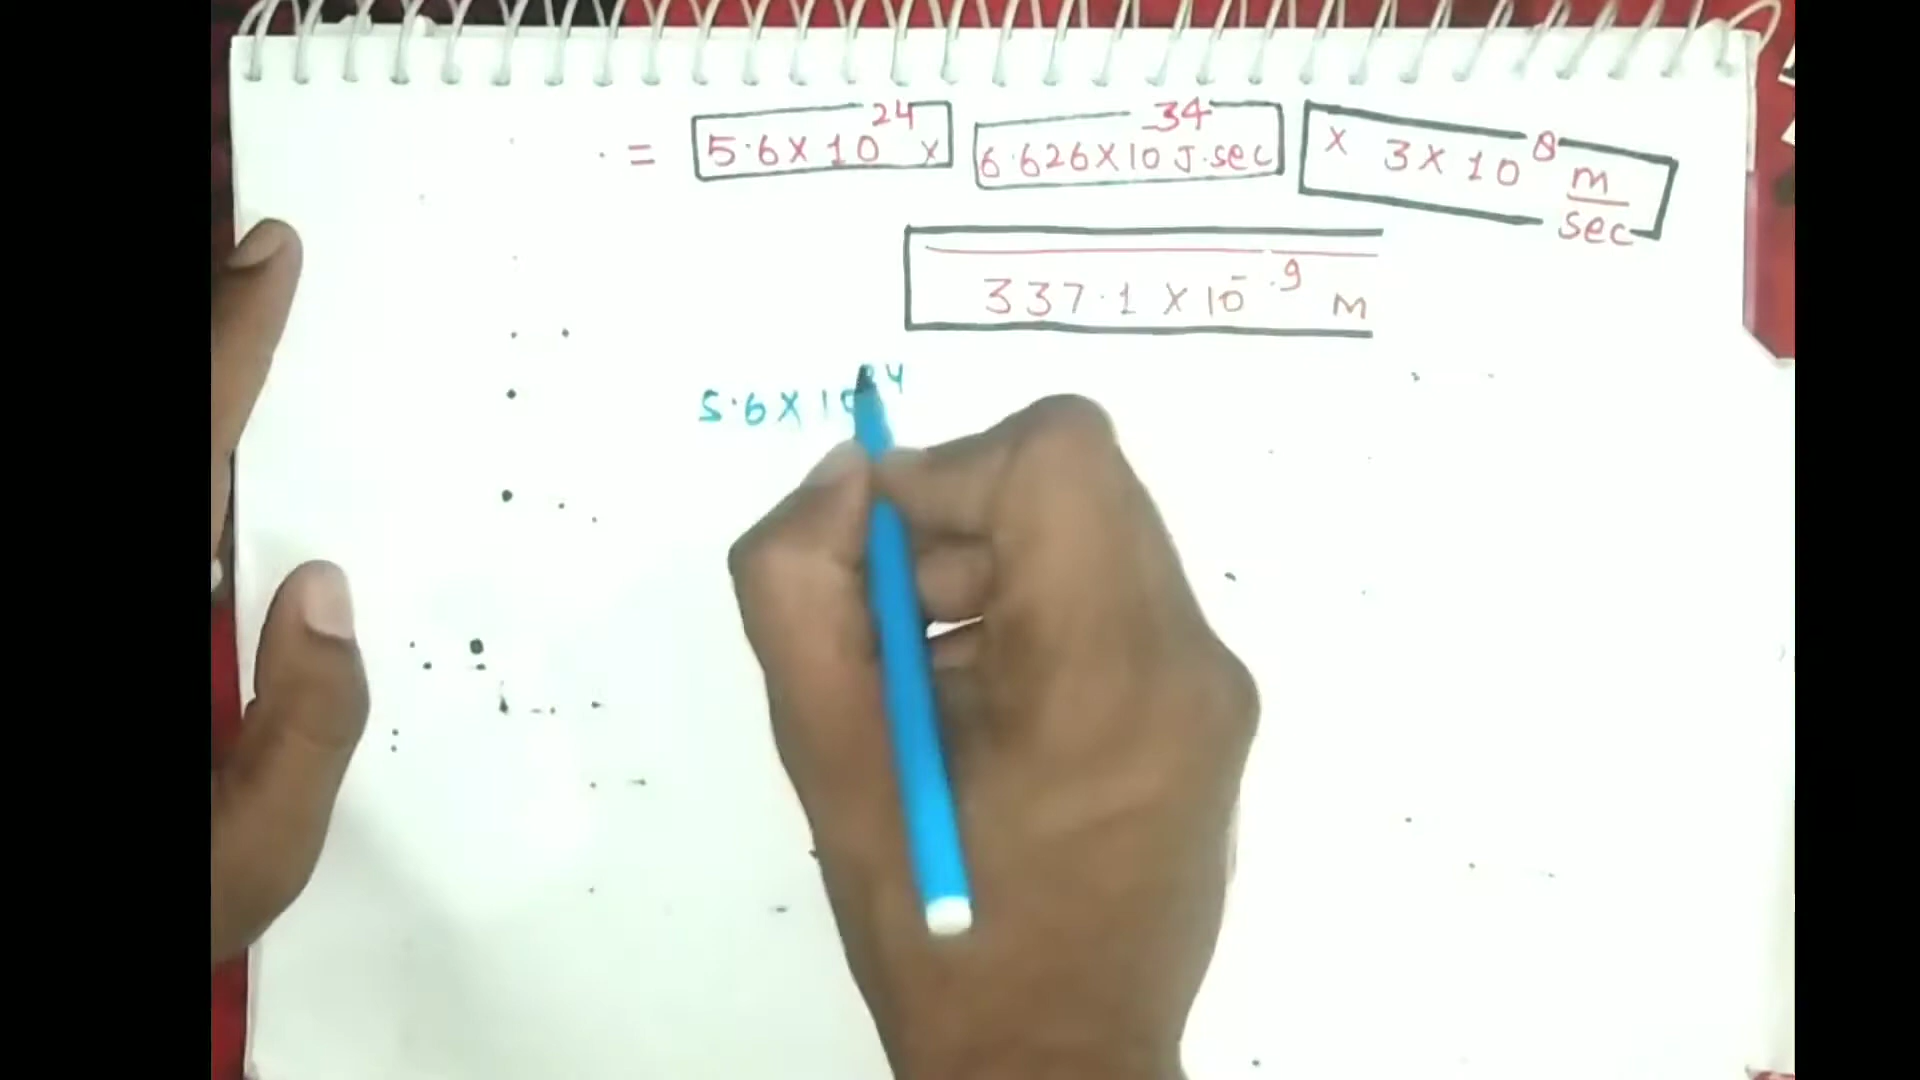 = 5.6 x 10^24 x 6.626 x 10^-34 J.sec x 3 x 10^8 m/sec
337.1 x 10^-9 m
5.6 x 10^24